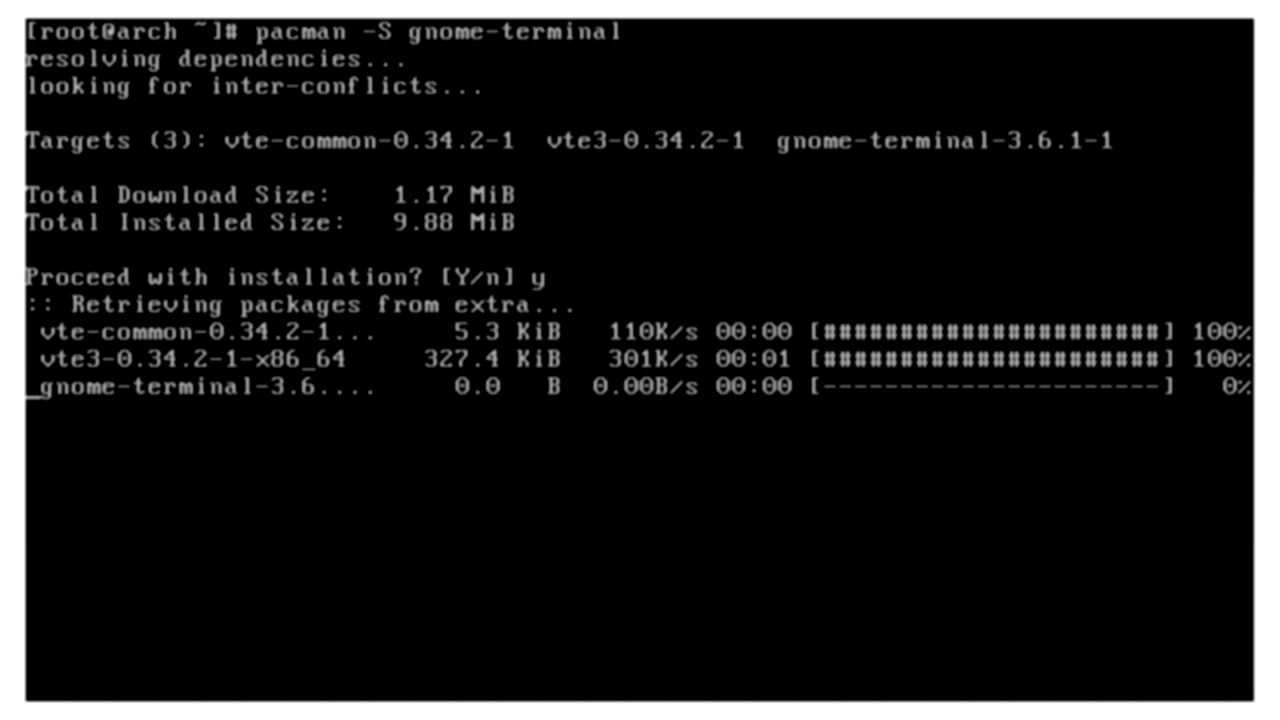 [root@arch ~]# pacman -S gnome-terminal
resolving dependencies...
looking for inter-conflicts...
Targets (3): vte-common-0.34.2-1  vte3-0.34.2-1  gnome-terminal-3.6.1-1
Total Download Size:    1.17 MiB
Total Installed Size:   9.88 MiB
Proceed with installation? [Y/n] y
:: Retrieving packages from extra...
 vte-common-0.34.2-1...     5.3 KiB   110K/s 00:00 [######################] 100%
 vte3-0.34.2-1-x86_64     327.4 KiB   301K/s 00:01 [######################] 100%
_gnome-terminal-3.6....     0.0   B  0.00B/s 00:00 [----------------------]   0%